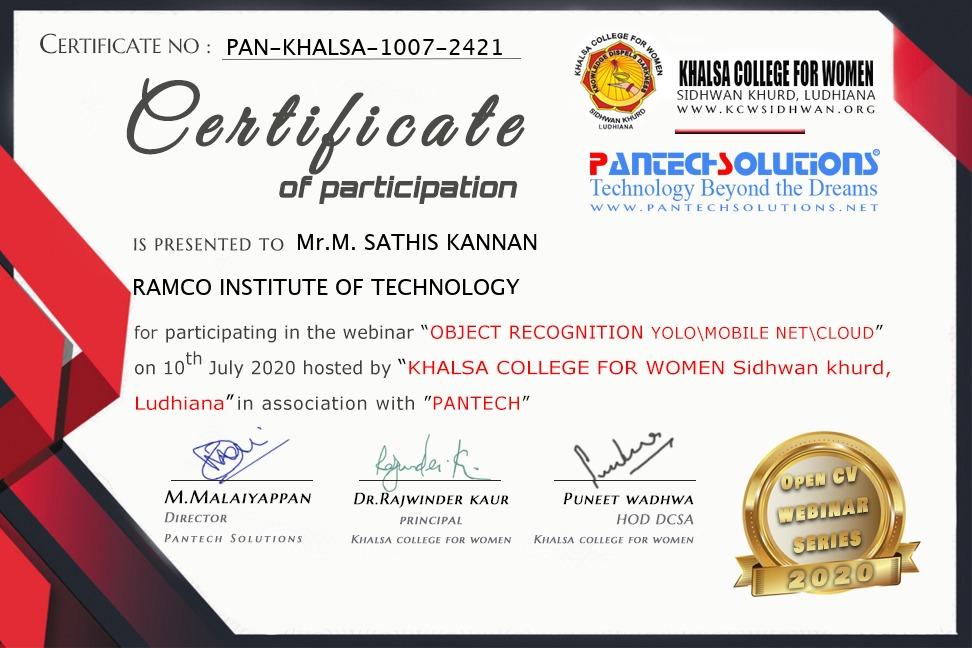 CERTIFICATE NO : PAN-KHALSA-1007-2421
KHALSA COLLEGE FOR WOMEN
KNOWLEDGE DISPELS DARKNESS
SIDHWAN KHURD
LUDHIANA
KHALSA COLLEGE FOR WOMEN
SIDHWAN KHURD, LUDHIANA
WWW.KCWSIDHWAN.ORG
Certificate
of participation
PANTECHSOLUTIONS®
Technology Beyond the Dreams
WWW.PANTECHSOLUTIONS.NET
IS PRESENTED TO Mr.M. SATHIS KANNAN
RAMCO INSTITUTE OF TECHNOLOGY
for participating in the webinar “OBJECT RECOGNITION YOLO\MOBILE NET\CLOUD”
on 10th July 2020 hosted by “KHALSA COLLEGE FOR WOMEN Sidhwan khurd,
Ludhiana” in association with ”PANTECH”
Rajwinder K.
M.MALAIYAPPAN
DIRECTOR
PANTECH SOLUTIONS
DR.RAJWINDER KAUR
PRINCIPAL
KHALSA COLLEGE FOR WOMEN
PUNEET WADHWA
HOD DCSA
KHALSA COLLEGE FOR WOMEN
OPEN CV
WEBINAR
SERIES
2020